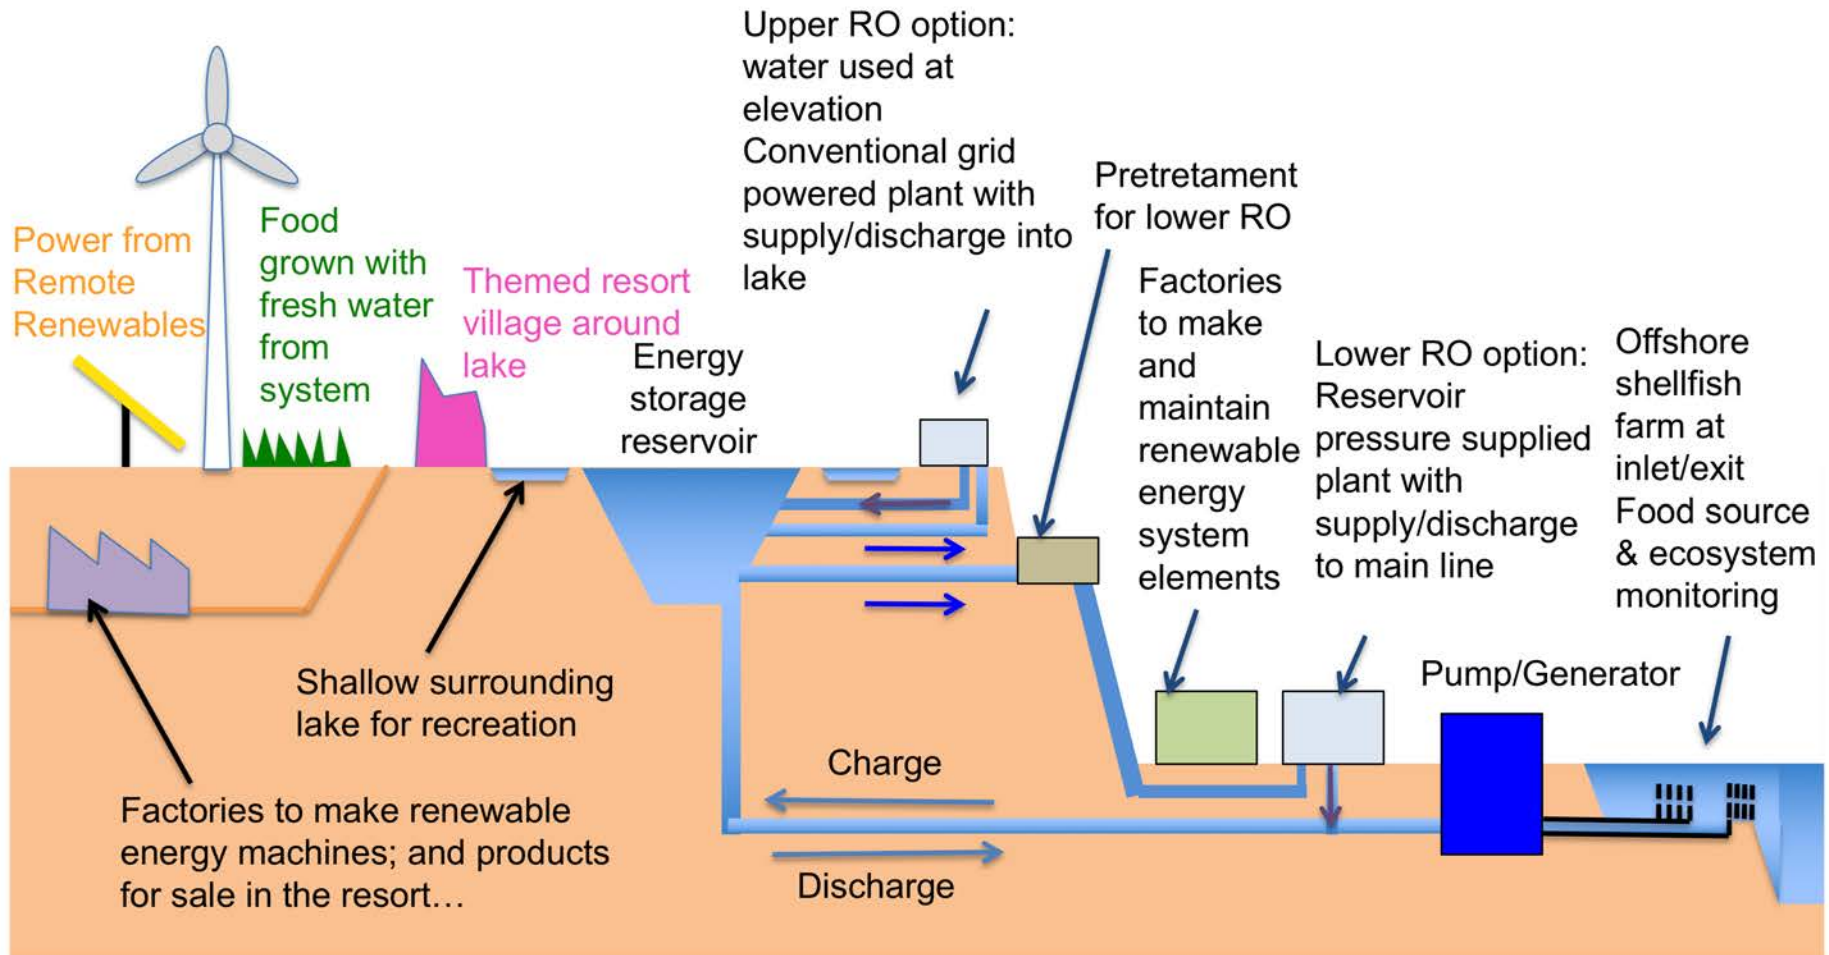 Upper RO option:
water used at
elevation
Conventional grid
powered plant with
supply/discharge into
lake
Pretretament
for lower RO
Power from
Remote
Renewables
Food
grown with
fresh water
from
system
Themed resort
village around
lake
Energy
storage
reservoir
Factories
to make
and
maintain
renewable
energy
system
elements
Lower RO option:
Reservoir
pressure supplied
plant with
supply/discharge
to main line
Offshore
shellfish
farm at
inlet/exit
Food source
& ecosystem
monitoring
Shallow surrounding
lake for recreation
Pump/Generator
Charge
Discharge
Factories to make renewable
energy machines; and products
for sale in the resort…